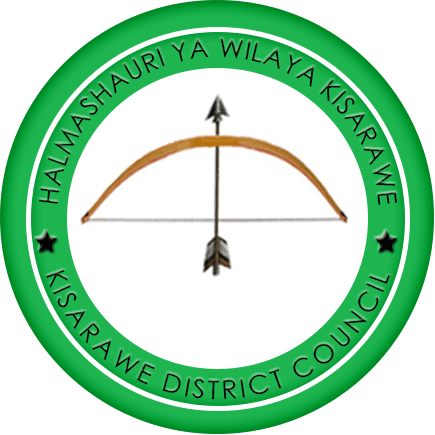 HALMASHAURI YA WILAYA KISARAWE
KISARAWE DISTRICT COUNCIL